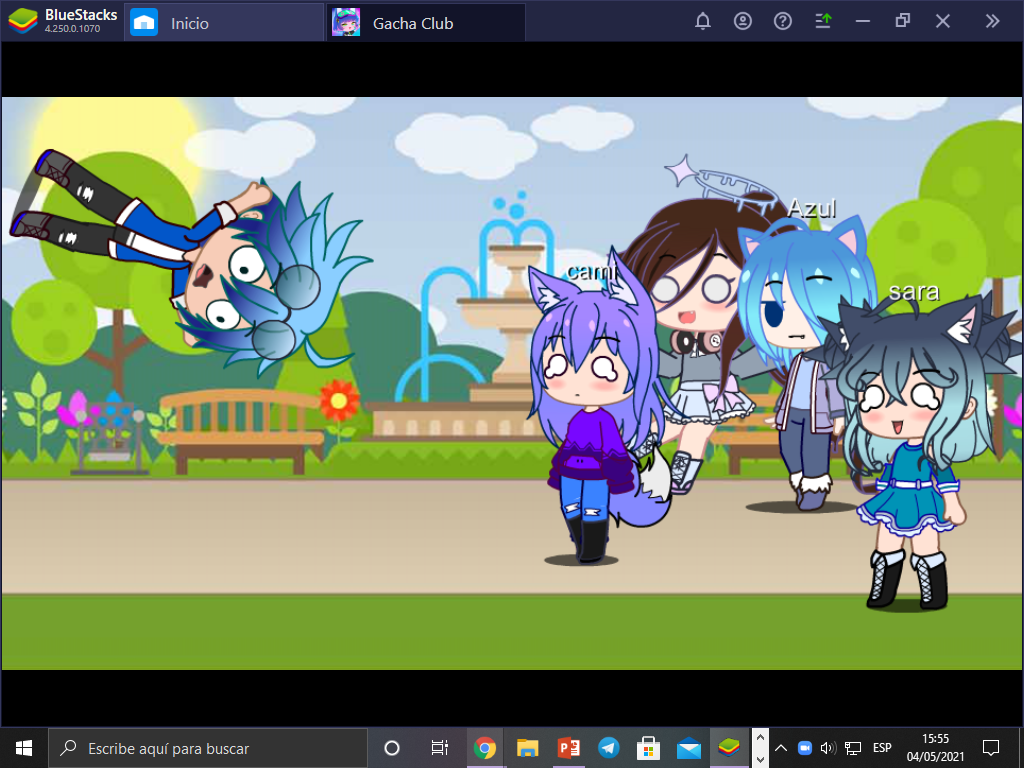 BlueStacks
4.250.0.1070
Inicio
Gacha Club
Azul
cami
sara
Escribe aquí para buscar
ESP
15:55
04/05/2021